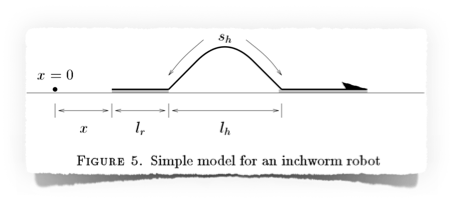 s_h
x = 0
x l_r l_h
FIGURE 5. Simple model for an inchworm robot